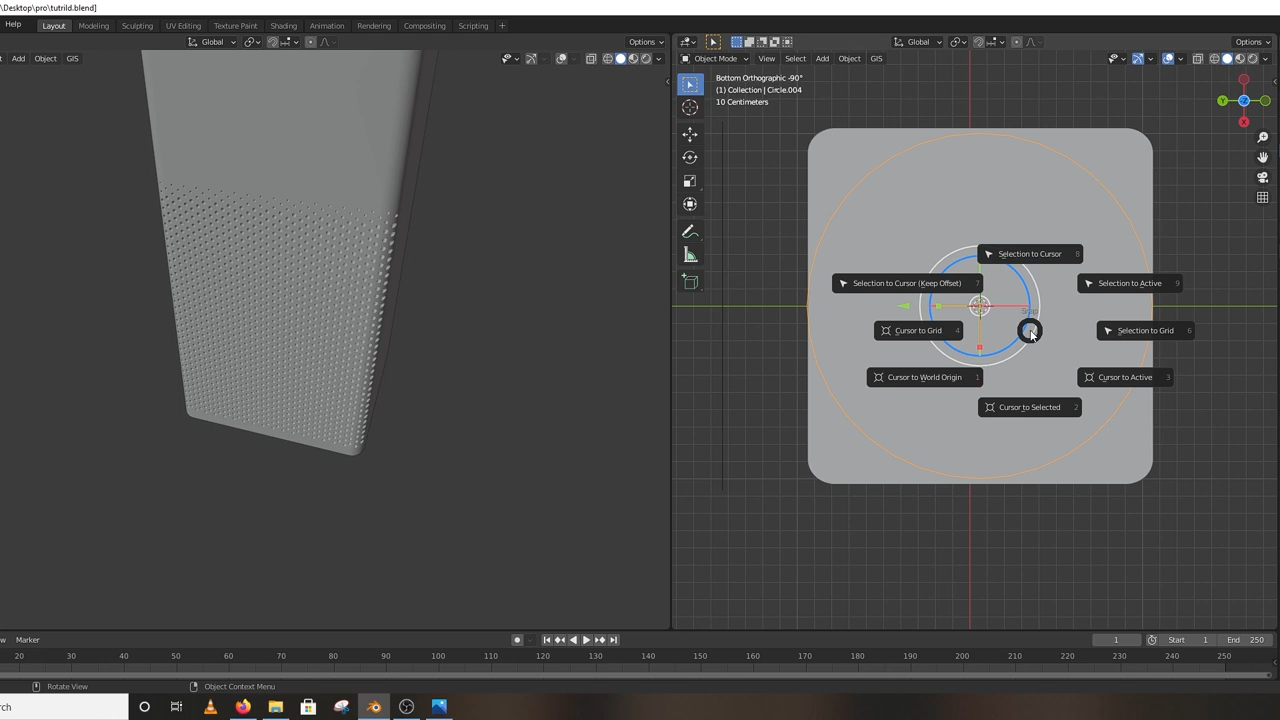 \Desktop\pro\tutrild.blend]
Help
Layout
Modeling
Sculpting
UV Editing
Texture Paint
Shading
Animation
Rendering
Compositing
Scripting
+
Global
Options
Global
Options
Add
Object
GIS
Object Mode
View
Select
Add
Object
GIS
Bottom Orthographic -90°
(1) Collection | Circle.004
10 Centimeters
Y
-Z
X
Selection to Cursor 8
Selection to Cursor (Keep Offset) 7
Selection to Active 9
Snap
Cursor to Grid 4
Selection to Grid 6
Cursor to World Origin 1
Cursor to Active 3
Cursor to Selected 2
Marker
1
Start 1
End 250
20 30 40 50 60 70 80 90 100 110 120 130 140 150 160 170 180 190 200 210 220 230 240 250
Rotate View
Object Context Menu
rch